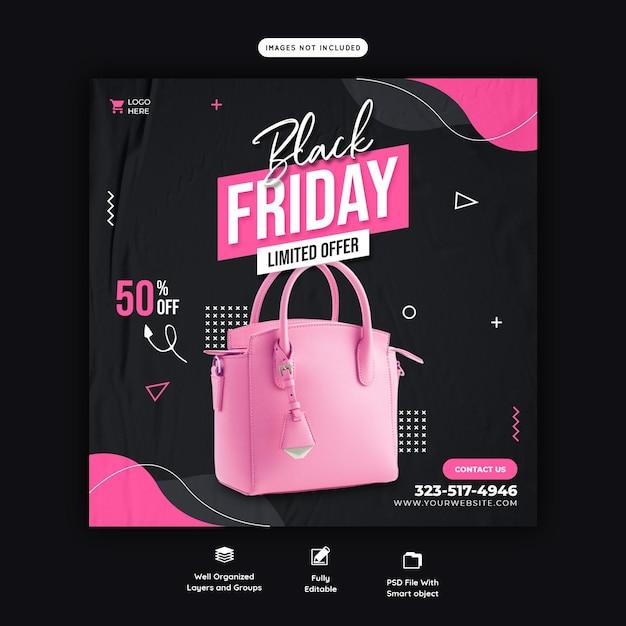 IMAGES NOT INCLUDED
LOGO
HERE
Black
FRIDAY
LIMITED OFFER
50% OFF
CONTACT US
323-517-4946
WWW.YOURWEBSITE.COM
Well Organized
Layers and Groups
Fully
Editable
PSD File With
Smart object